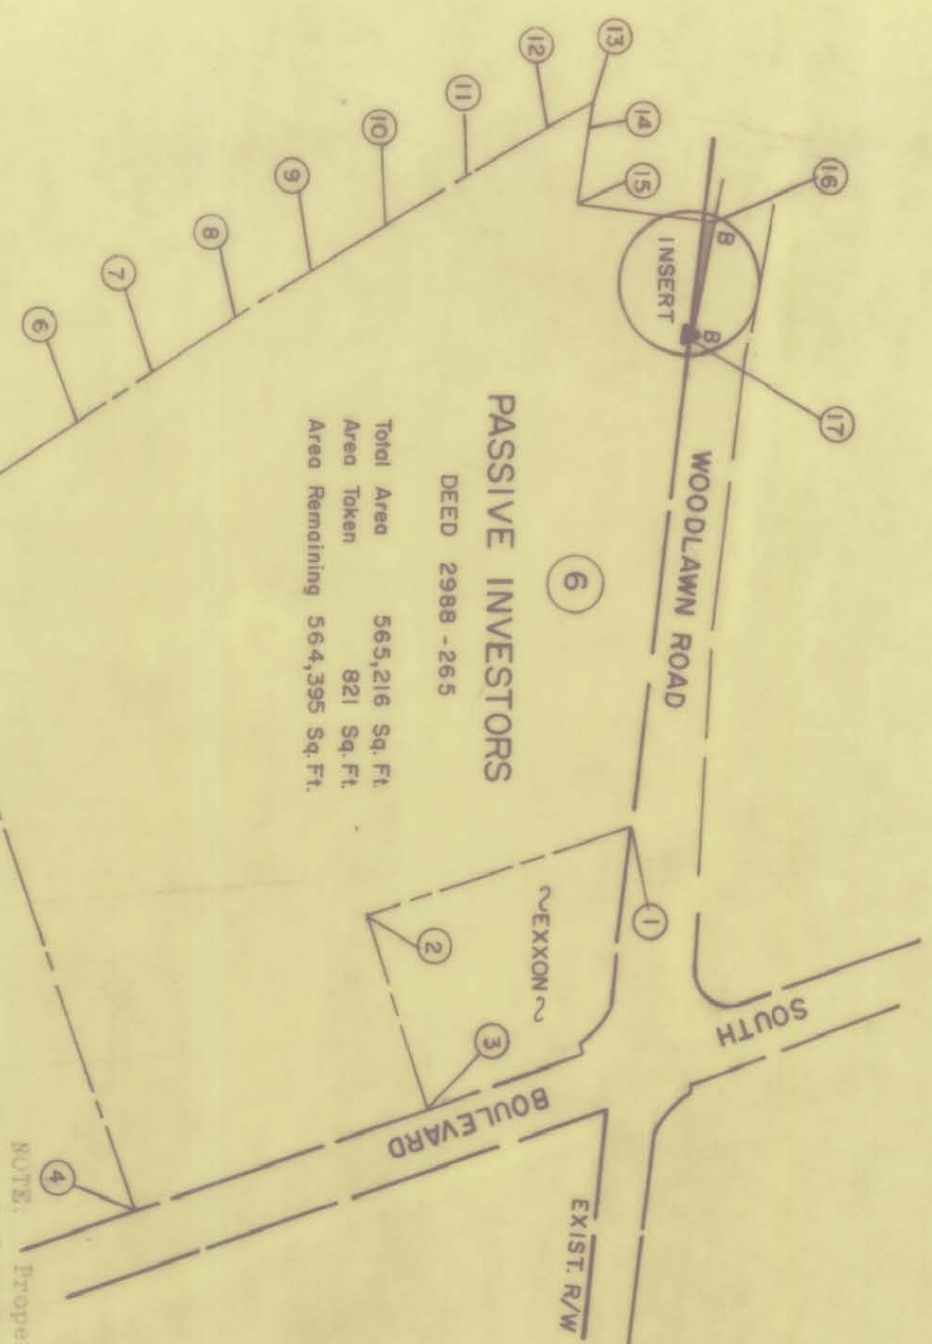 13
12
14
11
16
15
10
B
9
INSERT
8
7
B
6
17
WOODLAWN ROAD
6
PASSIVE INVESTORS
DEED 2988-265
Total Area 565,216 Sq. Ft.
Area Taken 821 Sq. Ft.
Area Remaining 564,395 Sq. Ft.
1
~EXXON~
2
SOUTH
3
BOULEVARD
4
EXIST. R/W
NOTE: